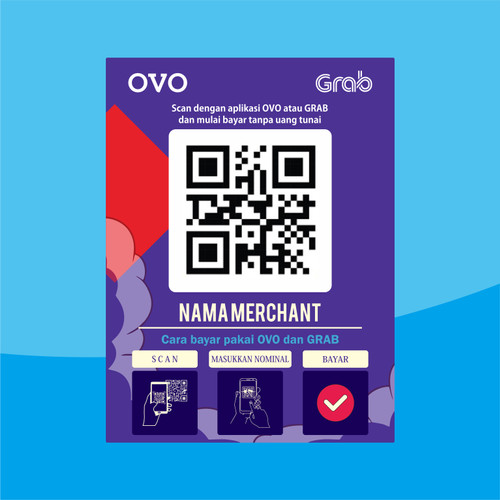 OVO
Grab
Scan dengan aplikasi OVO atau GRAB
dan mulai bayar tanpa uang tunai
NAMA MERCHANT
Cara bayar pakai OVO dan GRAB
SCAN
MASUKKAN NOMINAL
BAYAR